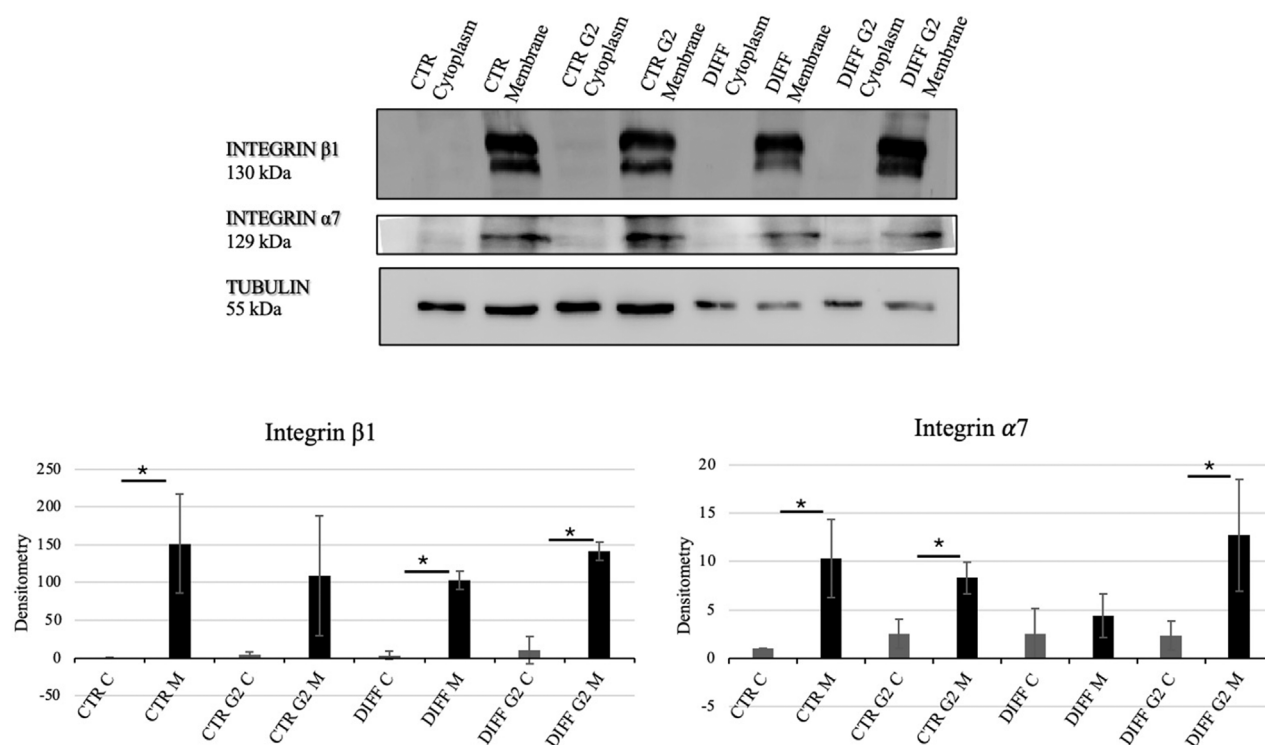 CTR
Cytoplasm
CTR
Membrane
CTR G2
Cytoplasm
CTR G2
Membrane
DIFF
Cytoplasm
DIFF
Membrane
DIFF G2
Cytoplasm
DIFF G2
Membrane
INTEGRIN β1
130 kDa
INTEGRIN α7
129 kDa
TUBULIN
55 kDa
Integrin β1
Densitometry
250
200
150
100
50
0
-50
*
*
*
CTR C
CTR M
CTR G2 C
CTR G2 M
DIFF C
DIFF M
DIFF G2 C
DIFF G2 M
Integrin α7
Densitometry
20
15
10
5
0
-5
*
*
*
CTR C
CTR M
CTR G2 C
CTR G2 M
DIFF C
DIFF M
DIFF G2 C
DIFF G2 M